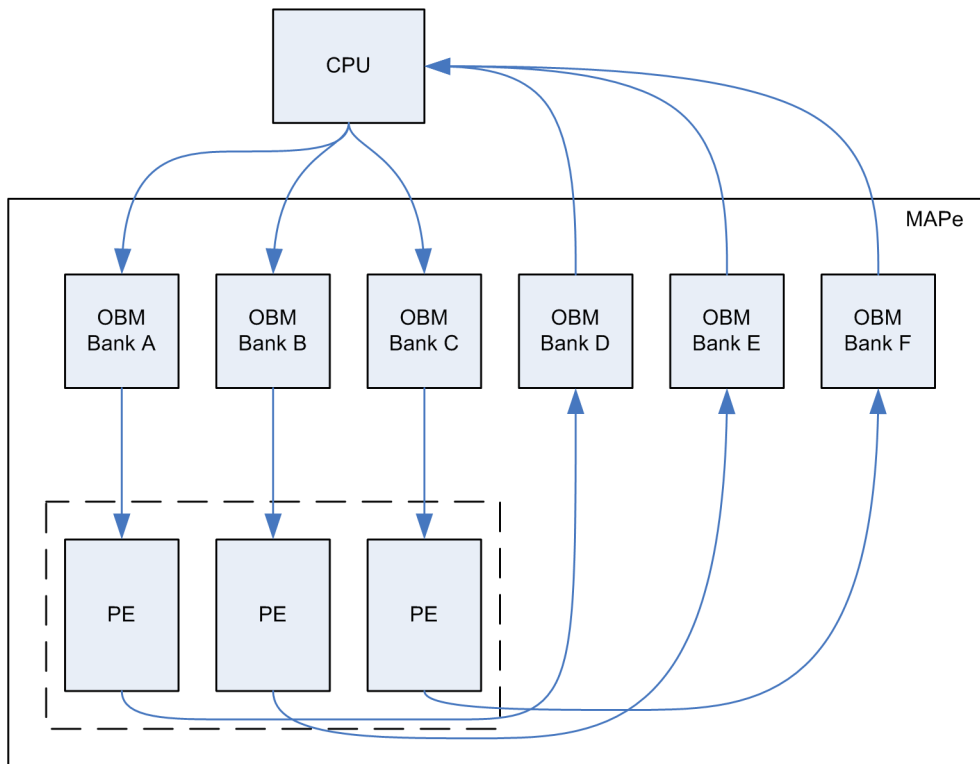 CPU
MAPe
OBM
Bank A
OBM
Bank B
OBM
Bank C
OBM
Bank D
OBM
Bank E
OBM
Bank F
PE
PE
PE